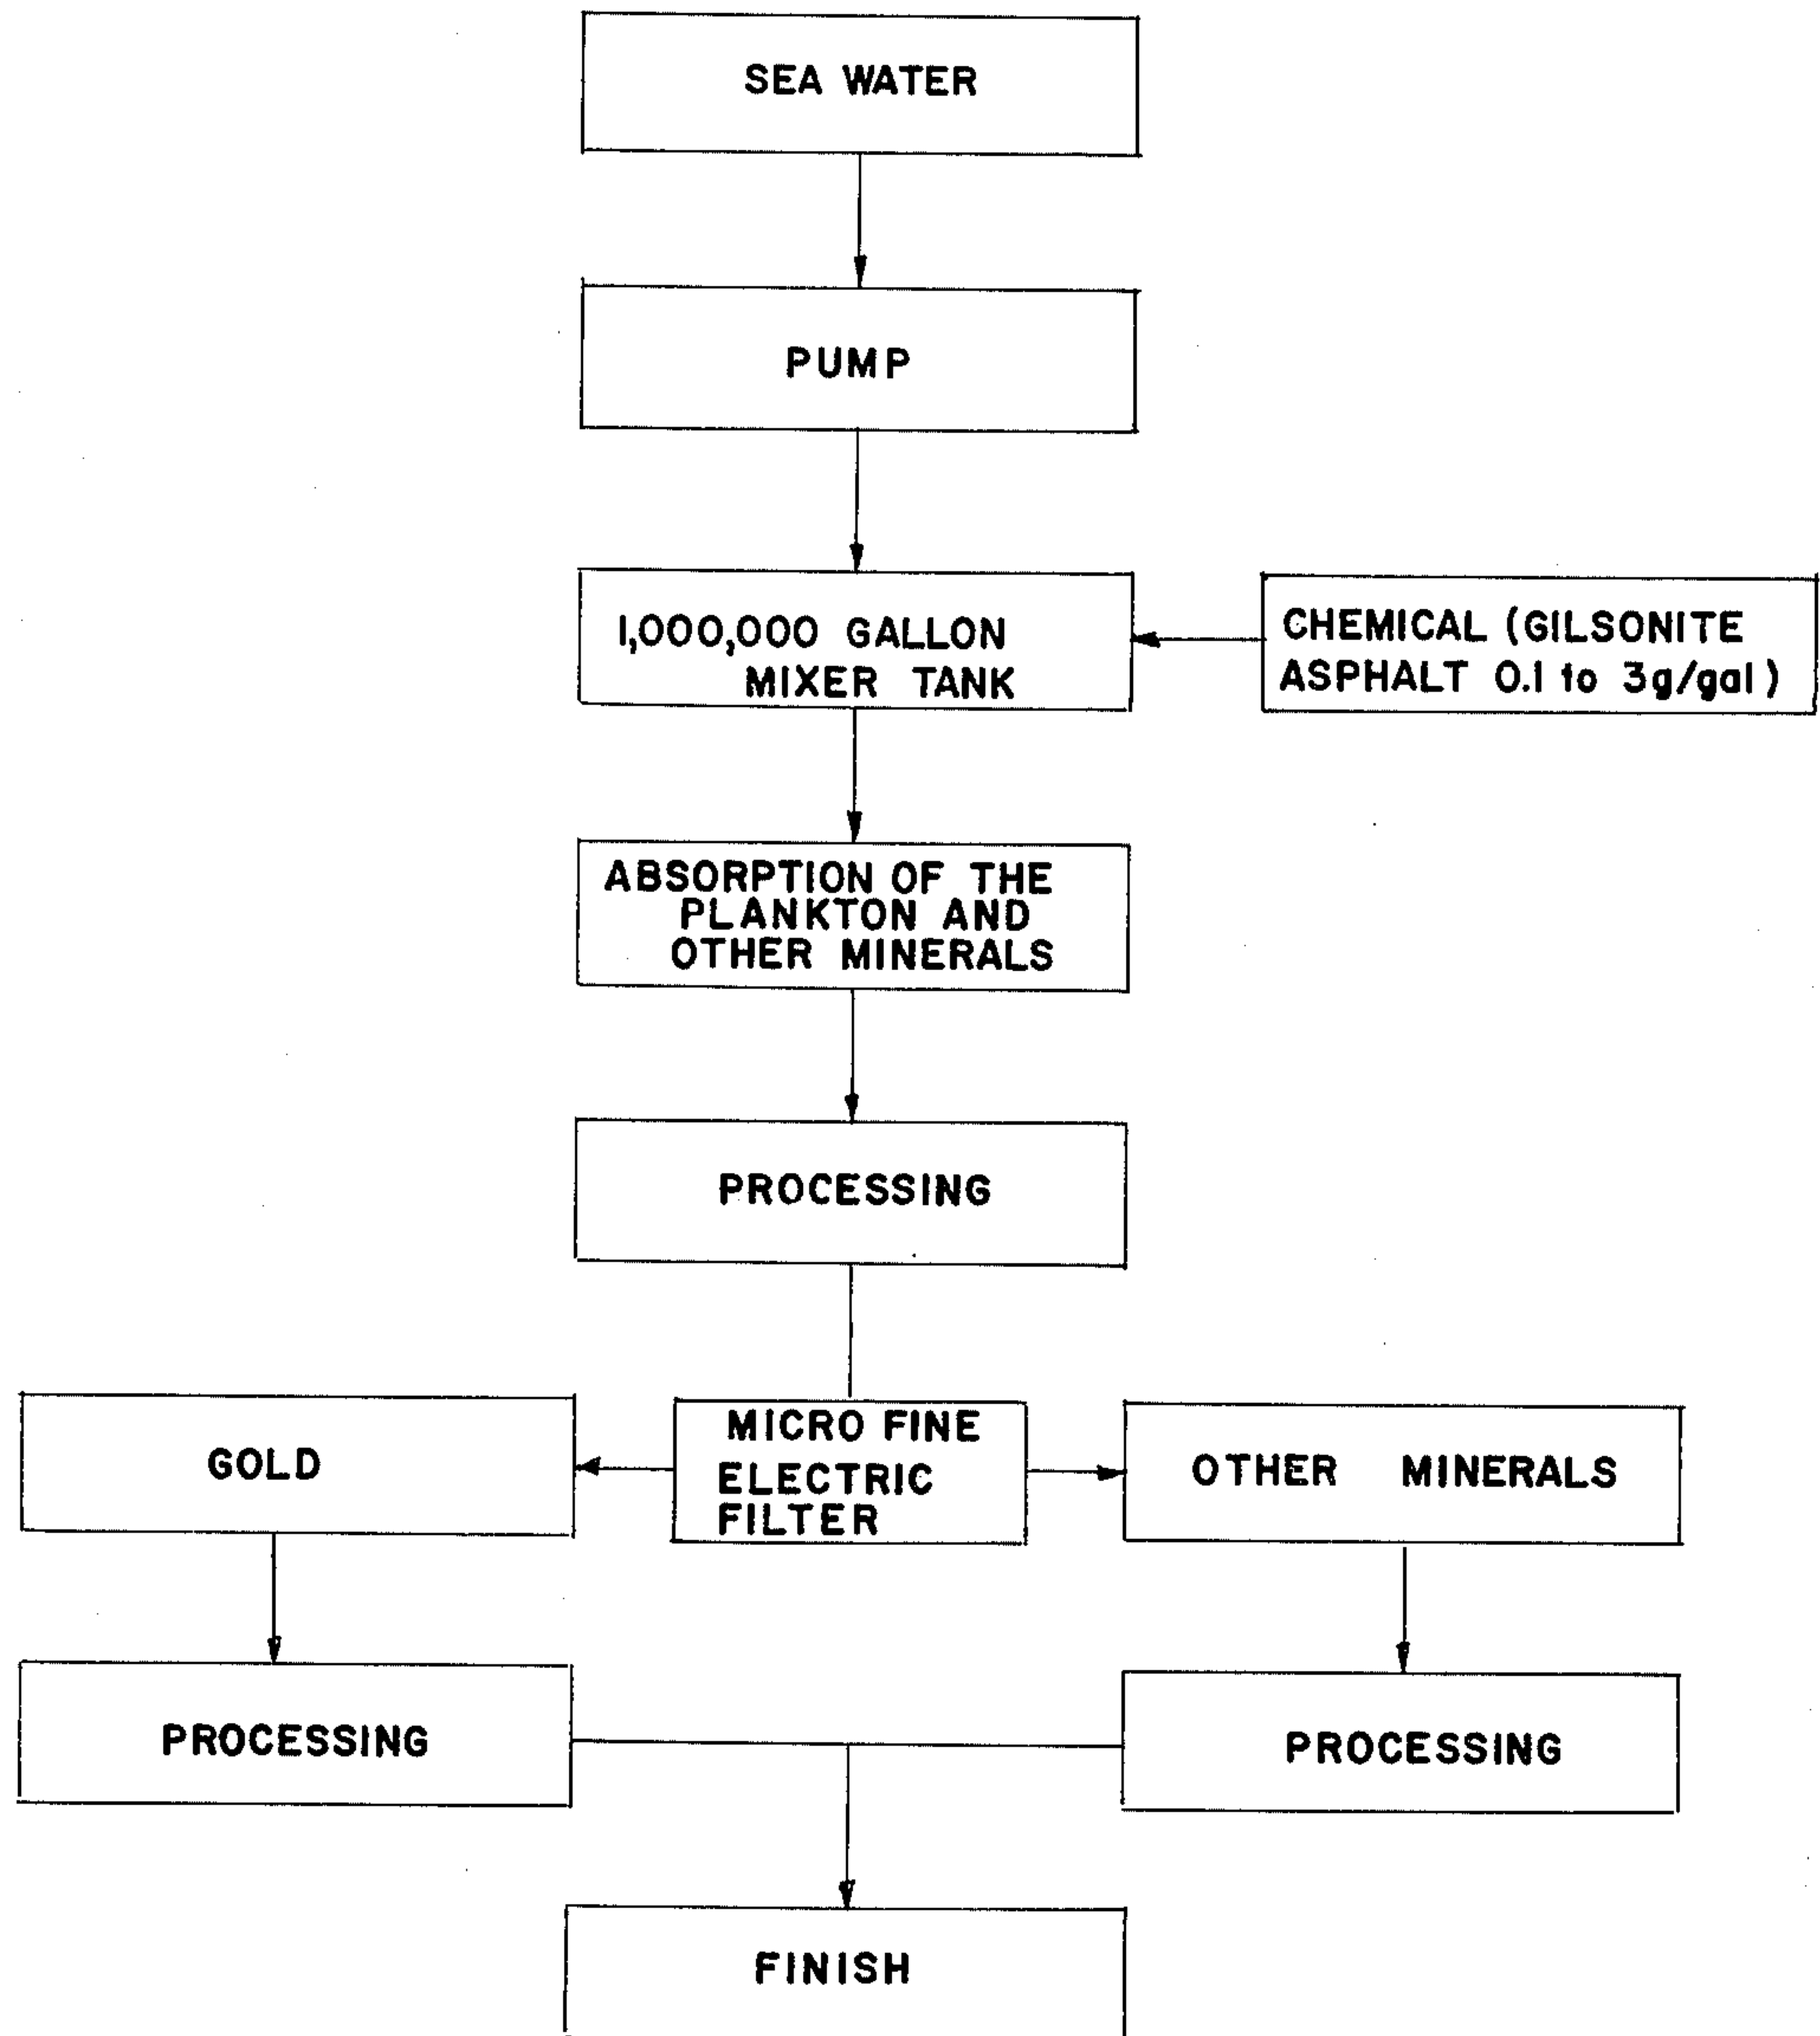 SEA WATER
PUMP
1,000,000 GALLON
MIXER TANK
CHEMICAL (GILSONITE
ASPHALT 0.1 to 3g/gal)
ABSORPTION OF THE
PLANKTON AND
OTHER MINERALS
PROCESSING
GOLD
MICRO FINE
ELECTRIC
FILTER
OTHER MINERALS
PROCESSING
PROCESSING
FINISH